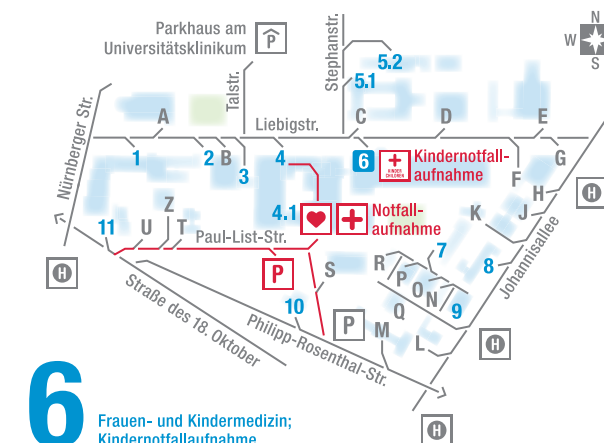 Parkhaus am
Universitätsklinikum
P
N
W
S
Stephanstr.
5.2
5.1
Talstr.
Nürnberger Str.
A
Liebigstr.
C
D
E
1
2
B
3
4
6
KINDER
CHILDREN
Kindernotfall-
aufnahme
F
G
H
H
4.1
Notfall-
aufnahme
K
J
Johannisallee
11
U
Z
T
Paul-List-Str.
H
P
S
R
P
O
N
7
8
9
Straße des 18. Oktober
10
Philipp-Rosenthal-Str.
P
Q
M
L
H
H
6
Frauen- und Kindermedizin;
Kindernotfallaufnahme